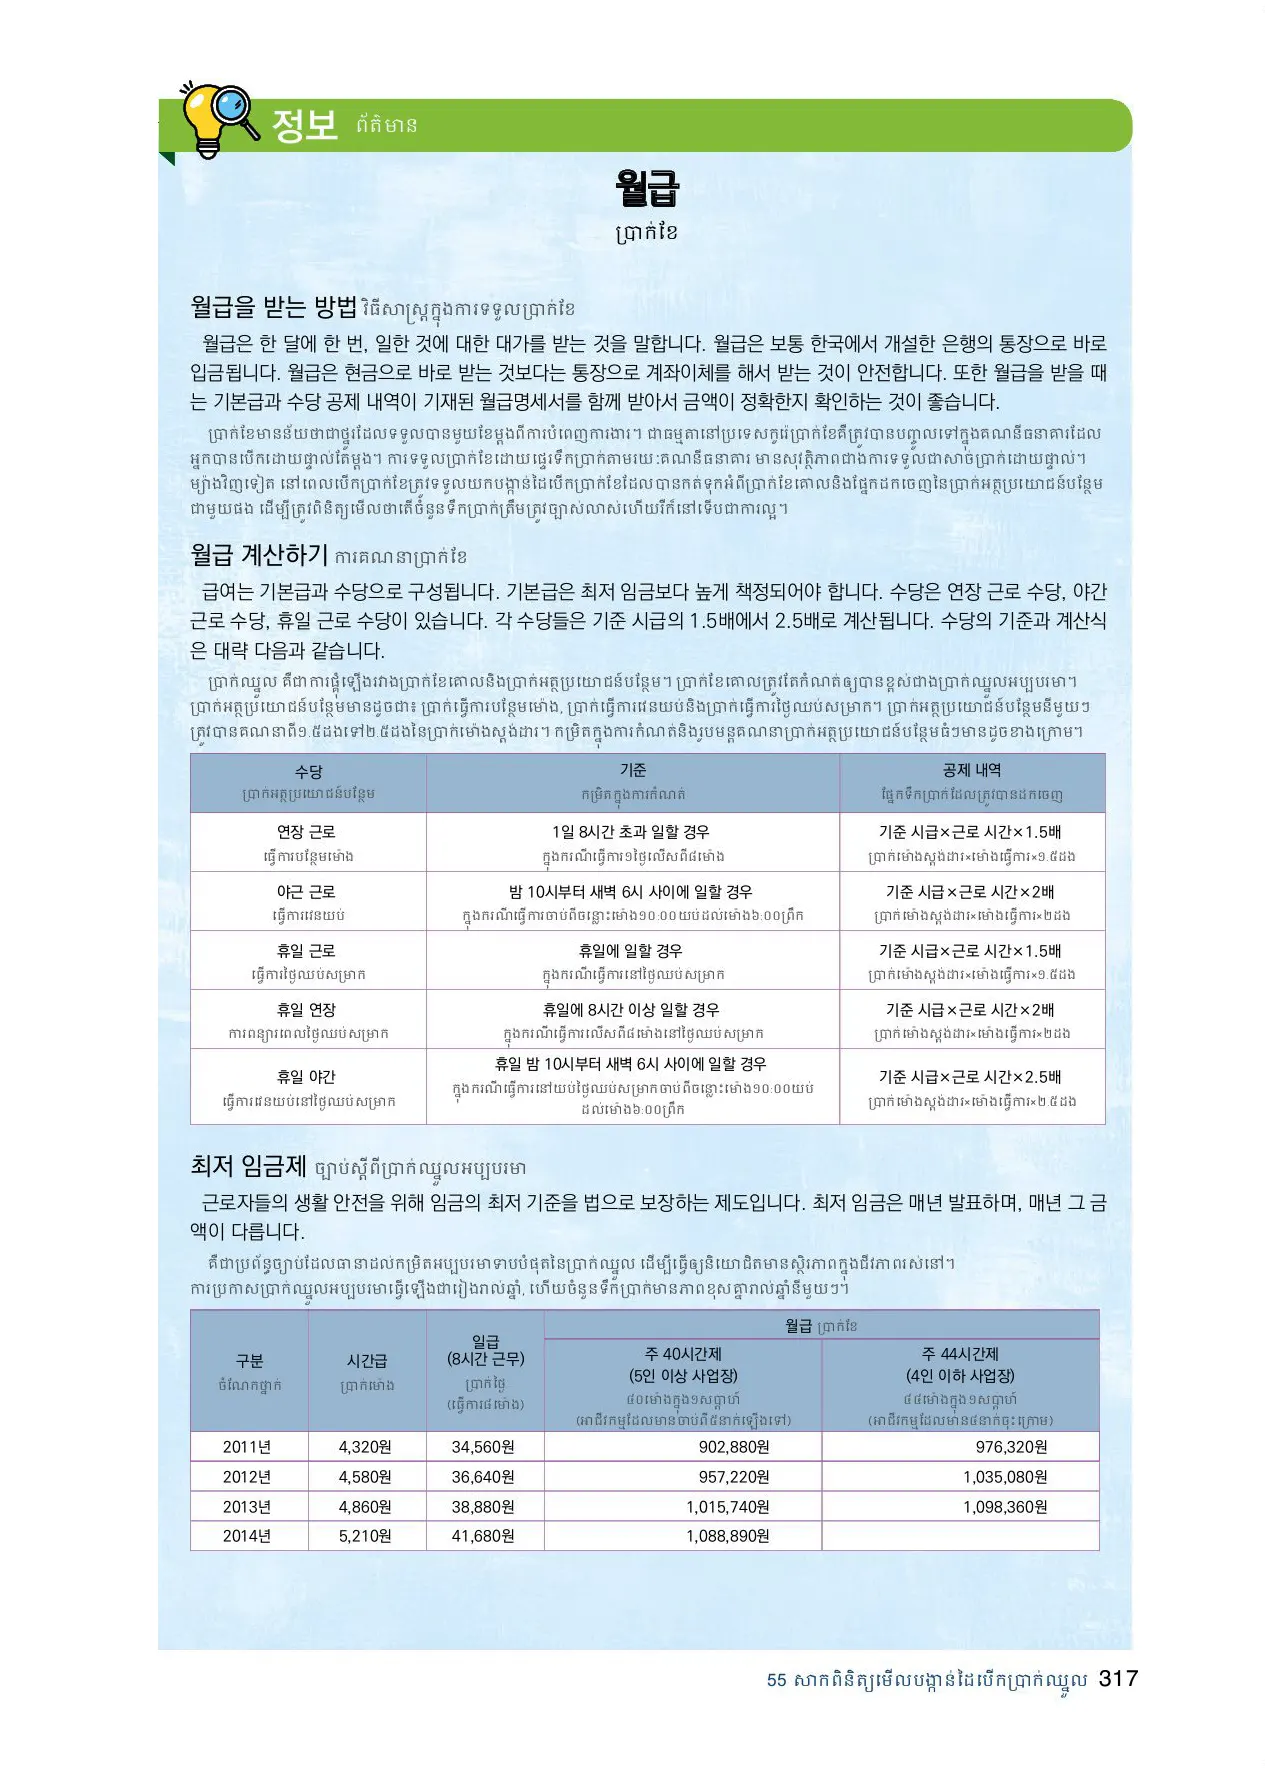 정보 ព័ត៌មាន
월급
ប្រាក់ខែ
월급을 받는 방법 វិធីសាស្ត្រក្នុងការទទួលប្រាក់ខែ
월급은 한 달에 한 번, 일한 것에 대한 대가를 받는 것을 말합니다. 월급은 보통 한국에서 개설한 은행의 통장으로 바로
입금됩니다. 월급은 현금으로 바로 받는 것보다는 통장으로 계좌이체를 해서 받는 것이 안전합니다. 또한 월급을 받을 때
는 기본급과 수당 공제 내역이 기재된 월급명세서를 함께 받아서 금액이 정확한지 확인하는 것이 좋습니다.
ប្រាក់ខែមានន័យថាជាថ្នូរដែលទទួលបានមួយខែម្តងពីការបំពេញការងារ។ ជាធម្មតានៅប្រទេសកូរ៉េប្រាក់ខែគឺត្រូវបានបញ្ចូលទៅក្នុងគណនីធនាគារដែល
អ្នកបានបើកដោយផ្ទាល់តែម្តង។ ការទទួលប្រាក់ខែដោយផ្ទេរទឹកប្រាក់តាមរយៈគណនីធនាគារ មានសុវត្ថិភាពជាងការទទួលជាសាច់ប្រាក់ដោយផ្ទាល់។
ម្យ៉ាងវិញទៀត នៅពេលបើកប្រាក់ខែត្រូវទទួលយកបង្កាន់ដៃបើកប្រាក់ខែដែលបានកត់ទុកអំពីប្រាក់ខែគោលនិងផ្នែកដកចេញនៃប្រាក់អត្ថប្រយោជន៍បន្ថែម
ជាមួយផង ដើម្បីត្រូវពិនិត្យមើលថាតើចំនួនទឹកប្រាក់ត្រឹមត្រូវច្បាស់លាស់ហើយរឺក៏នៅទើបជាការល្អ។
월급 계산하기 ការគណនាប្រាក់ខែ
급여는 기본급과 수당으로 구성됩니다. 기본급은 최저 임금보다 높게 책정되어야 합니다. 수당은 연장 근로 수당, 야간
근로 수당, 휴일 근로 수당이 있습니다. 각 수당들은 기준 시급의 1.5배에서 2.5배로 계산됩니다. 수당의 기준과 계산식
은 대략 다음과 같습니다.
ប្រាក់ឈ្នួល គឺជាការផ្គុំឡើងរវាងប្រាក់ខែគោលនិងប្រាក់អត្ថប្រយោជន៍បន្ថែម។ ប្រាក់ខែគោលត្រូវតែកំណត់ឲ្យបានខ្ពស់ជាងប្រាក់ឈ្នួលអប្បបរមា។
ប្រាក់អត្ថប្រយោជន៍បន្ថែមមានដូចជា៖ ប្រាក់ធ្វើការបន្ថែមម៉ោង, ប្រាក់ធ្វើការវេនយប់និងប្រាក់ធ្វើការថ្ងៃឈប់សម្រាក។ ប្រាក់អត្ថប្រយោជន៍បន្ថែមនីមួយៗ
ត្រូវបានគណនាពី១.៥ដងទៅ២.៥ដងនៃប្រាក់ម៉ោងស្តង់ដារ។ កម្រិតក្នុងការកំណត់និងរូបមន្តគណនាប្រាក់អត្ថប្រយោជន៍បន្ថែមធំៗមានដូចខាងក្រោម។
수당 기준 공제 내역
ប្រាក់អត្ថប្រយោជន៍បន្ថែម កម្រិតក្នុងការកំណត់ ផ្នែកទឹកប្រាក់ដែលត្រូវបានដកចេញ
연장 근로 1일 8시간 초과 일할 경우 기준 시급×근로 시간×1.5배
ធ្វើការបន្ថែមម៉ោង ក្នុងករណីធ្វើការ១ថ្ងៃលើសពី៨ម៉ោង ប្រាក់ម៉ោងស្តង់ដារ×ម៉ោងធ្វើការ×១.៥ដង
야근 근로 밤 10시부터 새벽 6시 사이에 일할 경우 기준 시급×근로 시간×2배
ធ្វើការវេនយប់ ក្នុងករណីធ្វើការចាប់ពីចន្លោះម៉ោង១០:០០យប់ដល់ម៉ោង៦:០០ព្រឹក ប្រាក់ម៉ោងស្តង់ដារ×ម៉ោងធ្វើការ×២ដង
휴일 근로 휴일에 일할 경우 기준 시급×근로 시간×1.5배
ធ្វើការថ្ងៃឈប់សម្រាក ក្នុងករណីធ្វើការនៅថ្ងៃឈប់សម្រាក ប្រាក់ម៉ោងស្តង់ដារ×ម៉ោងធ្វើការ×១.៥ដង
휴일 연장 휴일에 8시간 이상 일할 경우 기준 시급×근로 시간×2배
ការពន្យារពេលថ្ងៃឈប់សម្រាក ក្នុងករណីធ្វើការលើសពី៨ម៉ោងនៅថ្ងៃឈប់សម្រាក ប្រាក់ម៉ោងស្តង់ដារ×ម៉ោងធ្វើការ×២ដង
휴일 야간 휴일 밤 10시부터 새벽 6시 사이에 일할 경우 기준 시급×근로 시간×2.5배
ធ្វើការវេនយប់នៅថ្ងៃឈប់សម្រាក ក្នុងករណីធ្វើការនៅយប់ថ្ងៃឈប់សម្រាកចាប់ពីចន្លោះម៉ោង១០:០០យប់ ប្រាក់ម៉ោងស្តង់ដារ×ម៉ោងធ្វើការ×២.៥ដង
ដល់ម៉ោង៦:០០ព្រឹក
최저 임금제 ច្បាប់ស្តីពីប្រាក់ឈ្នួលអប្បបរមា
근로자들의 생활 안전을 위해 임금의 최저 기준을 법으로 보장하는 제도입니다. 최저 임금은 매년 발표하며, 매년 그 금
액이 다릅니다.
គឺជាប្រព័ន្ធច្បាប់ដែលធានាដល់កម្រិតអប្បបរមាទាបបំផុតនៃប្រាក់ឈ្នួល ដើម្បីធ្វើឲ្យនិយោជិតមានស្ថិរភាពក្នុងជីវភាពរស់នៅ។
ការប្រកាសប្រាក់ឈ្នួលអប្បបរមាធ្វើឡើងជារៀងរាល់ឆ្នាំ, ហើយចំនួនទឹកប្រាក់មានភាពខុសគ្នារាល់ឆ្នាំនីមួយៗ។
월급 ប្រាក់ខែ
구분 시간급 일급 주 40시간제 주 44시간제
(8시간 근무) (5인 이상 사업장) (4인 이하 사업장)
ចំណែកថ្នាក់ ប្រាក់ម៉ោង ប្រាក់ថ្ងៃ ៤០ម៉ោងក្នុង១សប្តាហ៍ ៤៤ម៉ោងក្នុង១សប្តាហ៍
(ធ្វើការ៨ម៉ោង) (អាជីវកម្មដែលមានចាប់ពី៥នាក់ឡើងទៅ) (អាជីវកម្មដែលមាន៤នាក់ចុះក្រោម)
2011년 4,320원 34,560원 902,880원 976,320원
2012년 4,580원 36,640원 957,220원 1,035,080원
2013년 4,860원 38,880원 1,015,740원 1,098,360원
2014년 5,210원 41,680원 1,088,890원
55 សាកពិនិត្យមើលបង្កាន់ដៃបើកប្រាក់ឈ្នួល 317